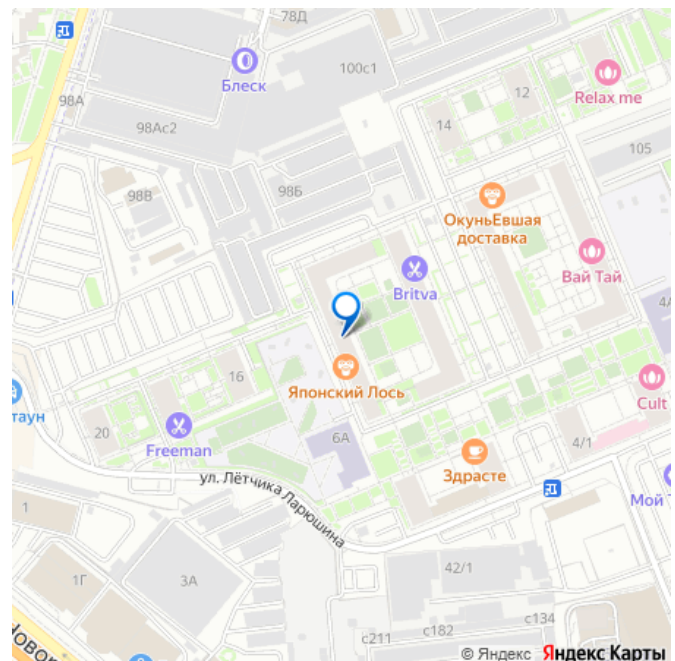 78Д
Блеск
100с1
98А
98Ас2
12
Relax me
14
105
98В
98Б
ОкуньЕвшая
доставка
Britva
Вай Тай
4А
Японский Лось
16
таун
20
Freeman
6А
Cult
4/1
Здрасте
ул. Лётчика Ларюшина
Мой
1
1Г
3А
42/1
с134
с182
с211
Новор
© Яндекс Яндекс Карты